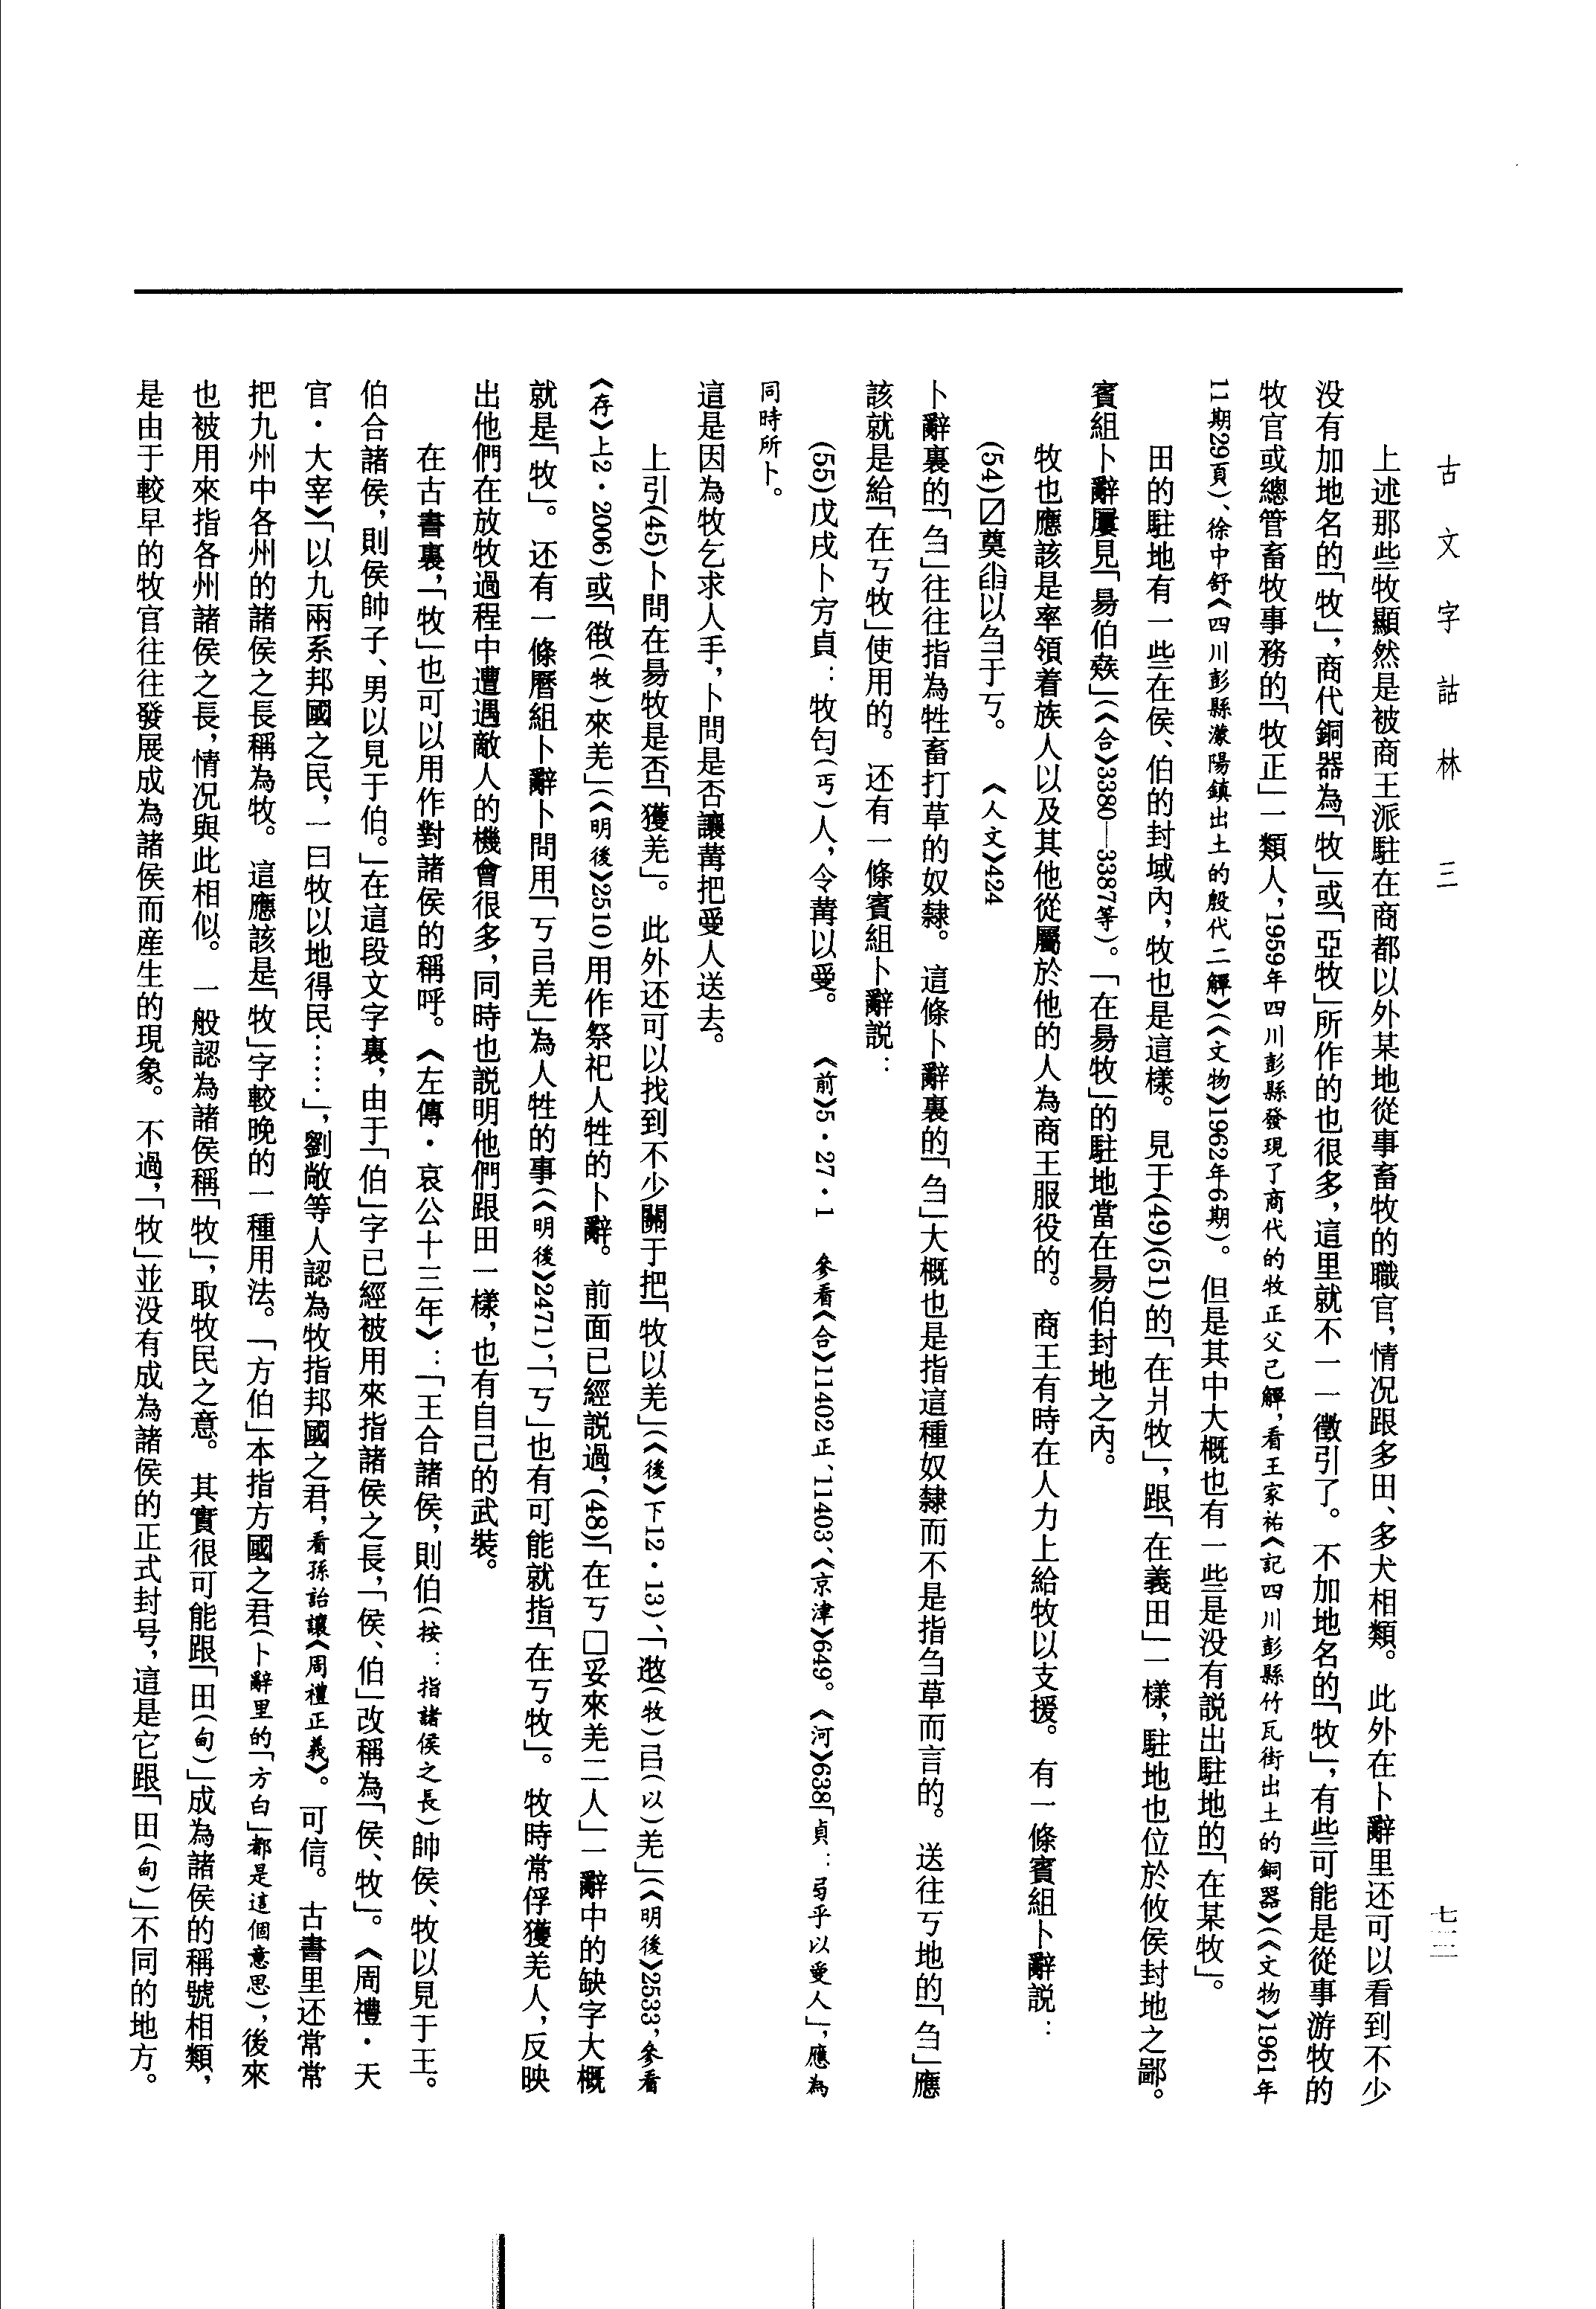 古文字詁林　三
七三二
上述那些牧顯然是被商王派駐在商都以外某地從事畜牧的職官，情况跟多田、多犬相類。此外在卜辭里还可以看到不少
没有加地名的「牧」，商代銅器為「牧」或「亞牧」所作的也很多，這里就不一一徵引了。不加地名的「牧」，有些可能是從事游牧的
牧官或總管畜牧事務的「牧正」一類人，1959年四川彭縣發現了商代的牧正父己觶，看王家祐《記四川彭縣竹瓦街出土的銅器》(《文物》1961年
11期29頁)、徐中舒《四川彭縣濛陽鎮出土的殷代二觶》(《文物》1962年6期)。但是其中大概也有一些是没有説出駐地的「在某牧」。
田的駐地有一些在侯、伯的封域內，牧也是這樣。見于(49)(51)的「在爿牧」，跟「在義田」一樣，駐地也位於攸侯封地之鄙。
賓組卜辭屢見「昜伯㛸」(《合》3380—3387等)。「在昜牧」的駐地當在昜伯封地之內。
牧也應該是率領着族人以及其他從屬於他的人為商王服役的。商王有時在人力上給牧以支援。有一條賓組卜辭説：
(54)☑奠𦣞以芻于丂。　《人文》424
卜辭裏的「芻」往往指為牲畜打草的奴隸。這條卜辭裏的「芻」大概也是指這種奴隸而不是指芻草而言的。送往丂地的「芻」應
該就是給「在丂牧」使用的。还有一條賓組卜辭説：
(55)戊戌卜㝑貞：牧匄(丐)人，令冓以𠬪。　《前》5·27·1　參看《合》11402正、11403、《京津》649。《河》638「貞：弓乎以𠬪人」，應為
同時所卜。
這是因為牧乞求人手，卜問是否讓冓把𠬪人送去。
上引(45)卜問在昜牧是否「獲羌」。此外还可以找到不少關于把「牧以羌」(《後》下12·13)、「𨒅(牧)㠯(以)羌」(《明後》2533，參看
《存》上2·2006)或「𢕌(牧)來羌」(《明後》2510)用作祭祀人牲的卜辭。前面已經説過，(48)「在丂□妥來羌二人」一辭中的缺字大概
就是「牧」。还有一條曆組卜辭卜問用「丂㠯羌」為人牲的事(《明後》2471)，「丂」也有可能就指「在丂牧」。牧時常俘獲羌人，反映
出他們在放牧過程中遭遇敵人的機會很多，同時也説明他們跟田一樣，也有自己的武裝。
在古書裏，「牧」也可以用作對諸侯的稱呼。《左傳·哀公十三年》：「王合諸侯，則伯(按：指諸侯之長)帥侯、牧以見于王。
伯合諸侯，則侯帥子、男以見于伯。」在這段文字裏，由于「伯」字已經被用來指諸侯之長，「侯、伯」改稱為「侯、牧」。《周禮·天
官·大宰》「以九兩系邦國之民，一曰牧以地得民……」，劉敞等人認為牧指邦國之君，看孫詒讓《周禮正義》。可信。古書里还常常
把九州中各州的諸侯之長稱為牧。這應該是「牧」字較晚的一種用法。「方伯」本指方國之君(卜辭里的「方白」都是這個意思)，後來
也被用來指各州諸侯之長，情况與此相似。一般認為諸侯稱「牧」，取牧民之意。其實很可能跟「田(甸)」成為諸侯的稱號相類，
是由于較早的牧官往往發展成為諸侯而産生的現象。不過，「牧」並没有成為諸侯的正式封号，這是它跟「田(甸)」不同的地方。